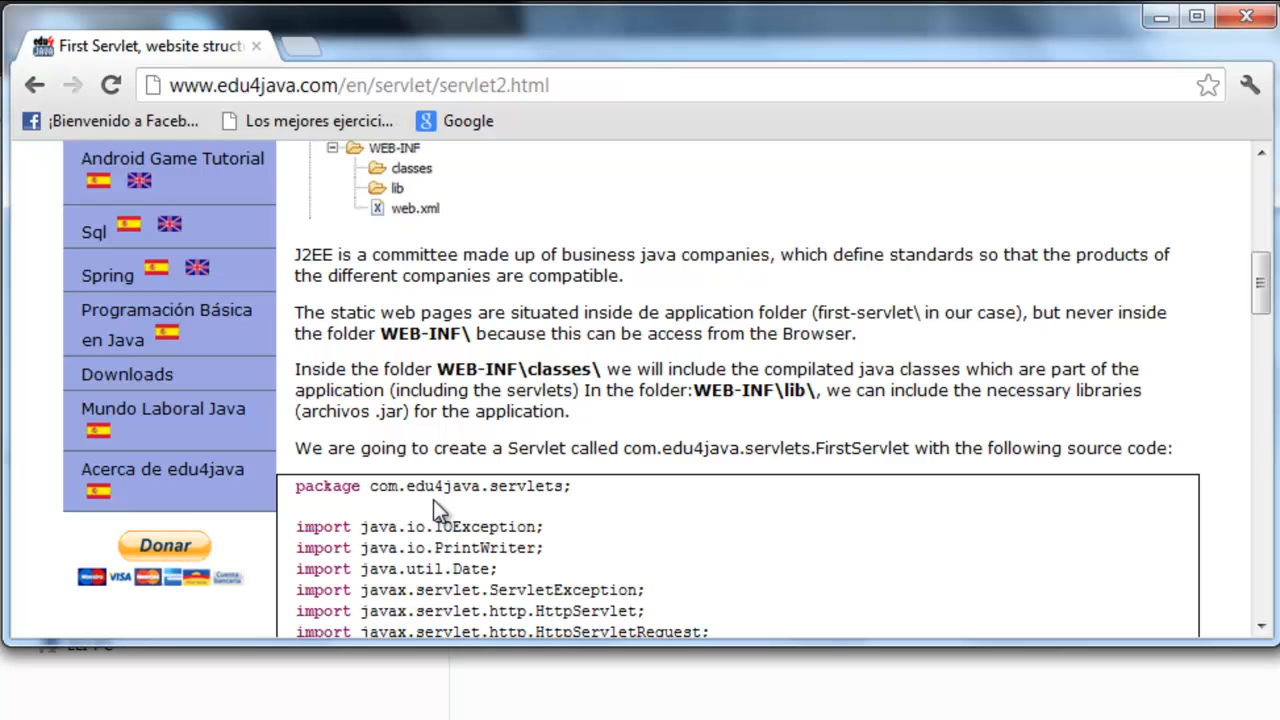 First Servlet, website struct
www.edu4java.com/en/servlet/servlet2.html
¡Bienvenido a Faceb...
Los mejores ejercici...
Google
Android Game Tutorial
Sql
Spring
Programación Básica
en Java
Downloads
Mundo Laboral Java
Acerca de edu4java
Donar
VISA
Cuenta
bancaria
WEB-INF
classes
lib
web.xml
J2EE is a committee made up of business java companies, which define standards so that the products of
the different companies are compatible.
The static web pages are situated inside de application folder (first-servlet\ in our case), but never inside
the folder WEB-INF\ because this can be access from the Browser.
Inside the folder WEB-INF\classes\ we will include the compilated java classes which are part of the
application (including the servlets) In the folder:WEB-INF\lib\, we can include the necessary libraries
(archivos .jar) for the application.
We are going to create a Servlet called com.edu4java.servlets.FirstServlet with the following source code:
package com.edu4java.servlets;
import java.io.IOException;
import java.io.PrintWriter;
import java.util.Date;
import javax.servlet.ServletException;
import javax.servlet.http.HttpServlet;
import javax.servlet.http.HttpServletRequest;